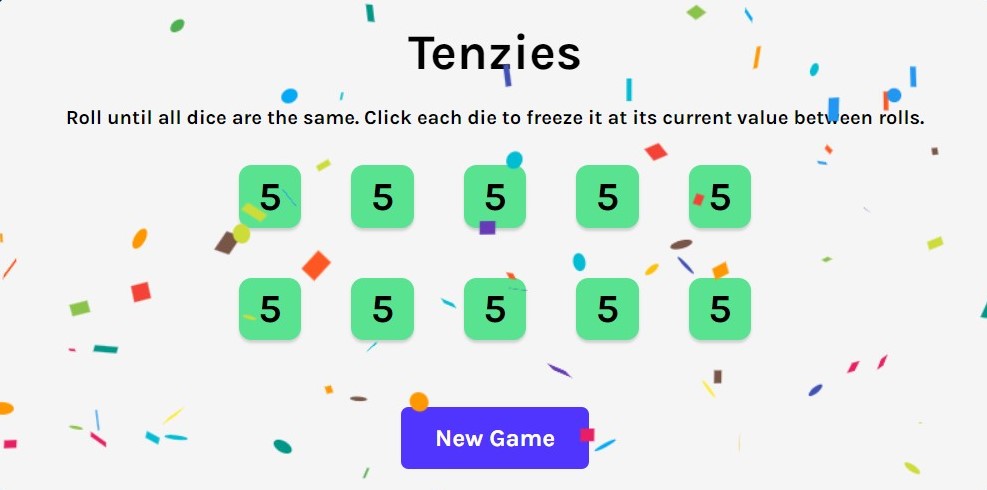 Tenzies
Roll until all dice are the same. Click each die to freeze it at its current value between rolls.
5 5 5 5 5
5 5 5 5 5
New Game